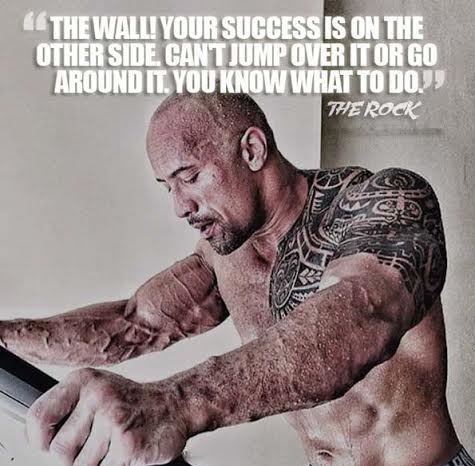 “THE WALL! YOUR SUCCESS IS ON THE
OTHER SIDE. CAN'T JUMP OVER IT OR GO
AROUND IT. YOU KNOW WHAT TO DO.”
THE ROCK